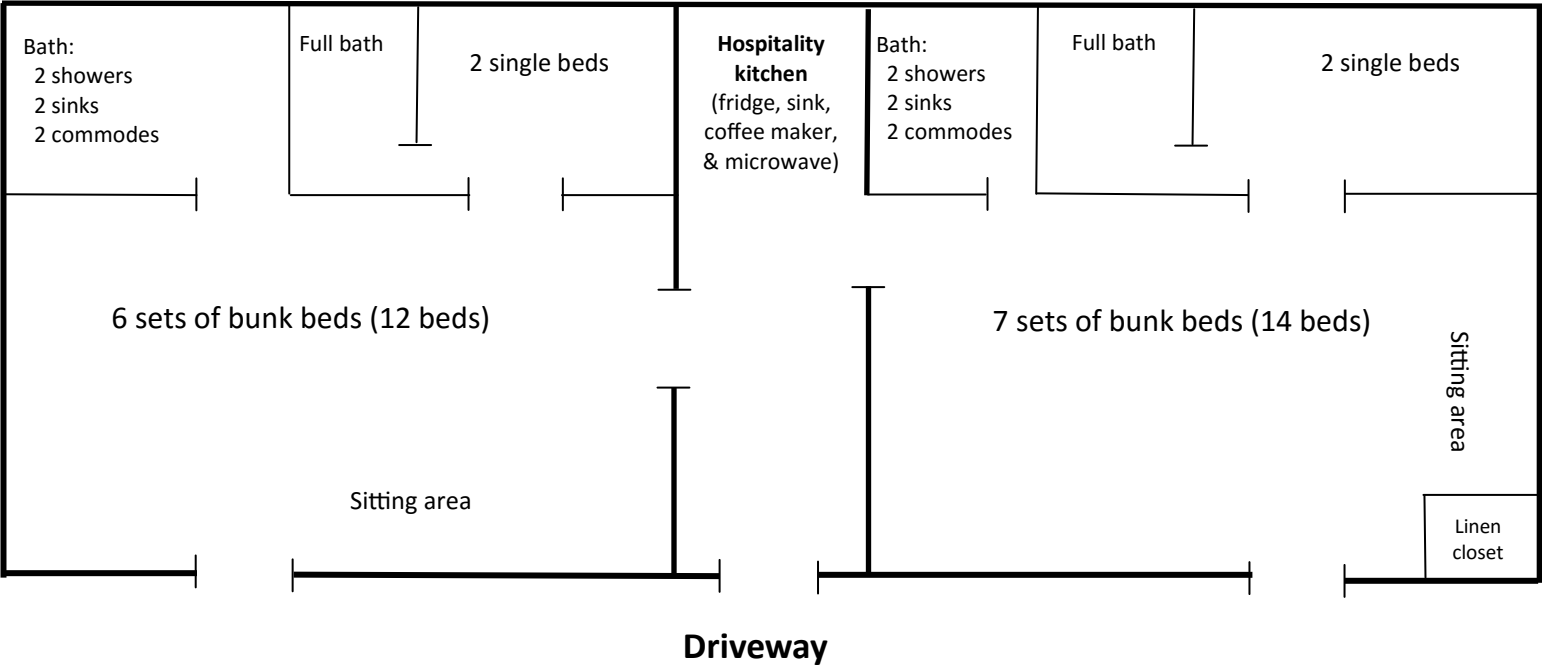 Bath:
2 showers
2 sinks
2 commodes
Full bath
2 single beds
Hospitality
kitchen
(fridge, sink,
coffee maker,
& microwave)
Bath:
2 showers
2 sinks
2 commodes
Full bath
2 single beds
6 sets of bunk beds (12 beds)
7 sets of bunk beds (14 beds)
Sitting area
Sitting area
Linen
closet
Driveway